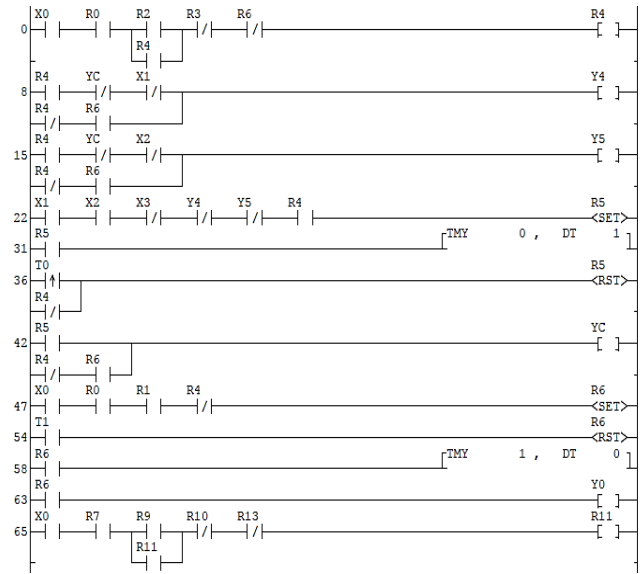 X0 R0 R2 R3 R6 R4
0
R4
R4 YC X1 Y4
8
R4 R6
R4 YC X2 Y5
15
R4 R6
X1 X2 X3 Y4 Y5 R4 R5
22 <SET>
R5 TMY 0 , DT 1
31
T0 R5
36 <RST>
R4
R5 YC
42
R4 R6
X0 R0 R1 R4 R6
47 <SET>
T1 R6
54 <RST>
R6 TMY 1 , DT 0
58
R6 Y0
63
X0 R7 R9 R10 R13 R11
65
R11